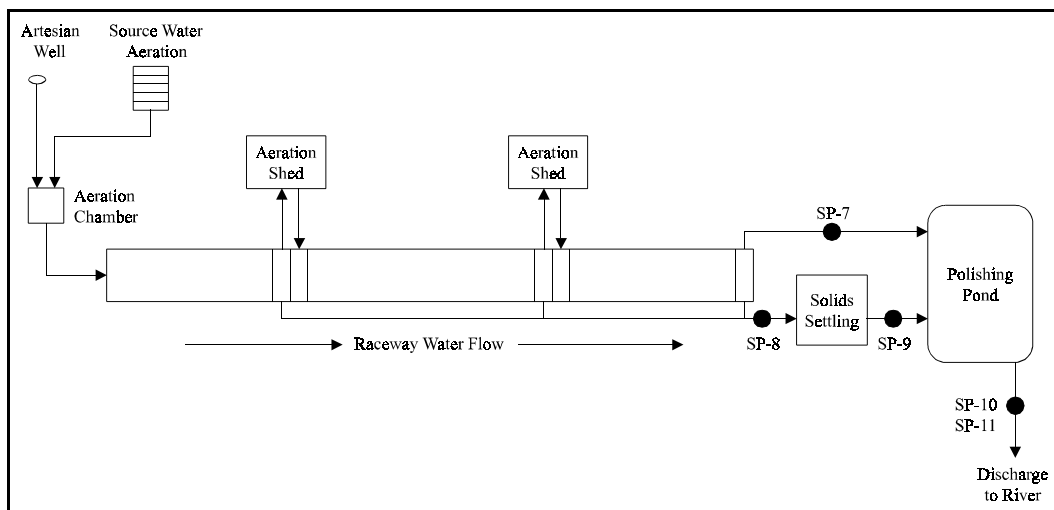 Artesian
Well
Source Water
Aeration
Aeration
Shed
Aeration
Shed
Aeration
Chamber
SP-7
Polishing
Pond
Solids
Settling
SP-8
SP-9
Raceway Water Flow
SP-10
SP-11
Discharge
to River